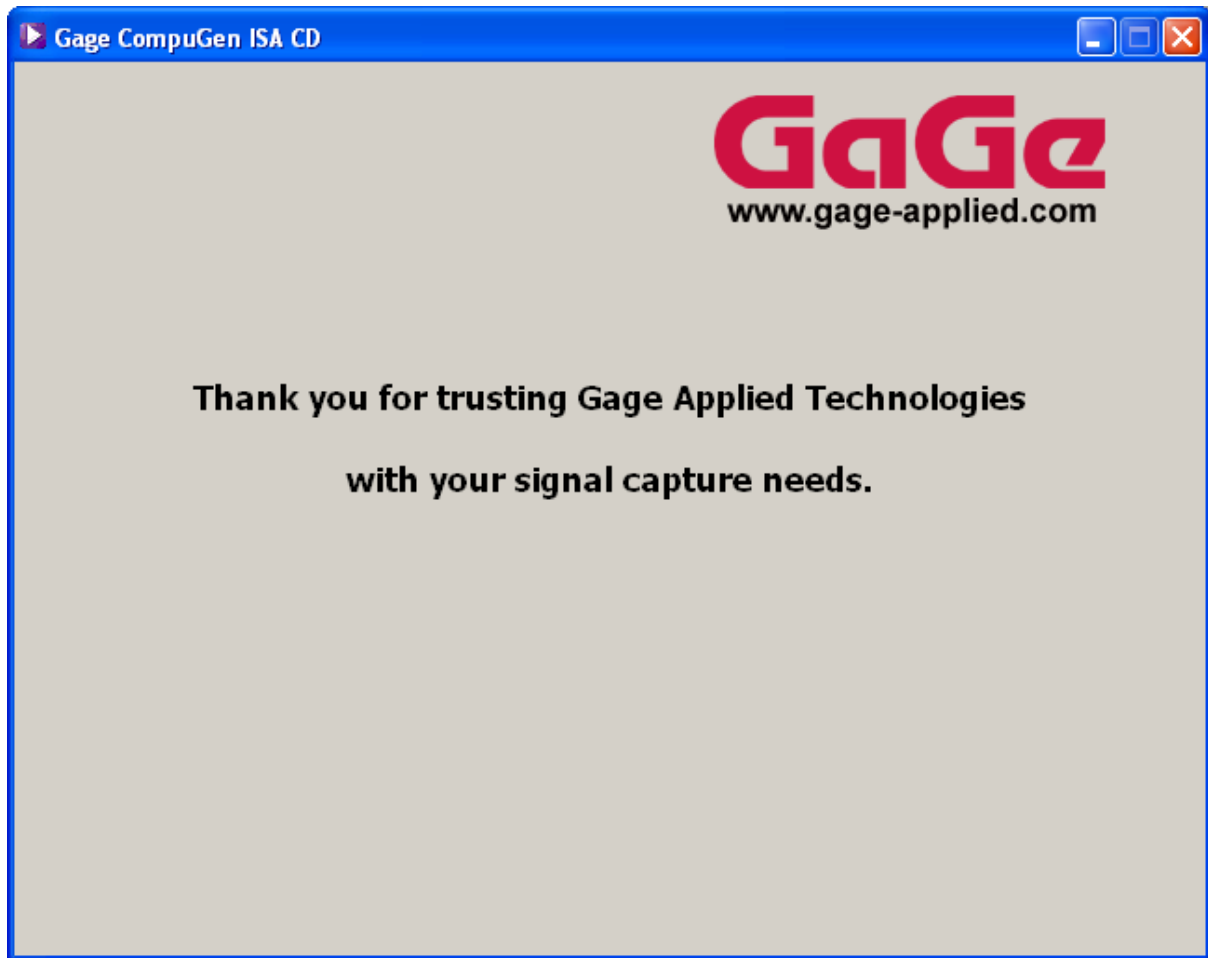 Gage CompuGen ISA CD
GaGe
www.gage-applied.com
Thank you for trusting Gage Applied Technologies
with your signal capture needs.